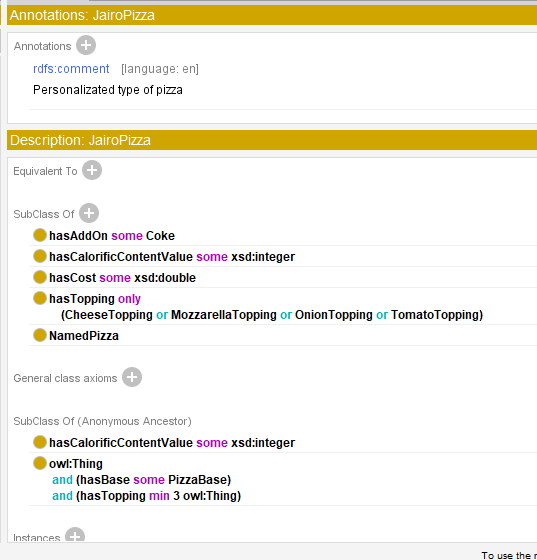 Annotations: JairoPizza
Annotations
rdfs:comment [language: en]
Personalizated type of pizza
Description: JairoPizza
Equivalent To
SubClass Of
hasAddOn some Coke
hasCalorificContentValue some xsd:integer
hasCost some xsd:double
hasTopping only
(CheeseTopping or MozzarellaTopping or OnionTopping or TomatoTopping)
NamedPizza
General class axioms
SubClass Of (Anonymous Ancestor)
hasCalorificContentValue some xsd:integer
owl:Thing
and (hasBase some PizzaBase)
and (hasTopping min 3 owl:Thing)
Instances
To use the